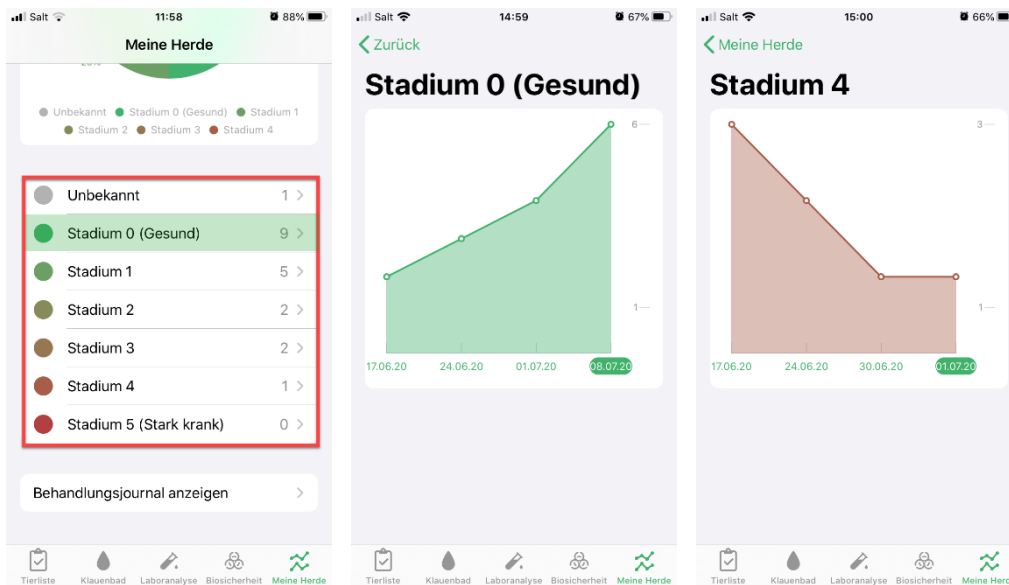 Salt
11:58
88%
Meine Herde
Unbekannt Stadium 0 (Gesund) Stadium 1
Stadium 2 Stadium 3 Stadium 4
Unbekannt 1
Stadium 0 (Gesund) 9
Stadium 1 5
Stadium 2 2
Stadium 3 2
Stadium 4 1
Stadium 5 (Stark krank) 0
Behandlungsjournal anzeigen
Tierliste Klauenbad Laboranalyse Biosicherheit Meine Herde
Salt
14:59
67%
Zurück
Stadium 0 (Gesund)
6
1
17.06.20 24.06.20 01.07.20 08.07.20
Tierliste Klauenbad Laboranalyse Biosicherheit Meine Herde
Salt
15:00
66%
Meine Herde
Stadium 4
3
1
17.06.20 24.06.20 30.06.20 01.07.20
Tierliste Klauenbad Laboranalyse Biosicherheit Meine Herd